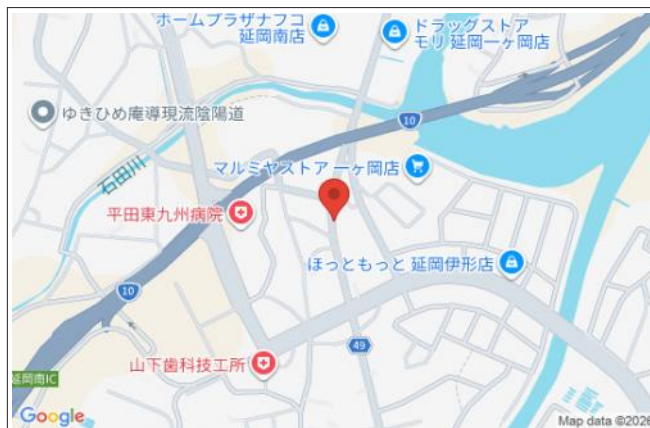 ホームプラザナフコ
延岡南店
ドラッグストア
モリ 延岡一ヶ岡店
ゆきひめ庵導現流陰陽道
10
石田川
マルミヤストア 一ヶ岡店
平田東九州病院
ほっともっと 延岡伊形店
10
49
山下歯科技工所
延岡南IC
Google
Map data ©2026